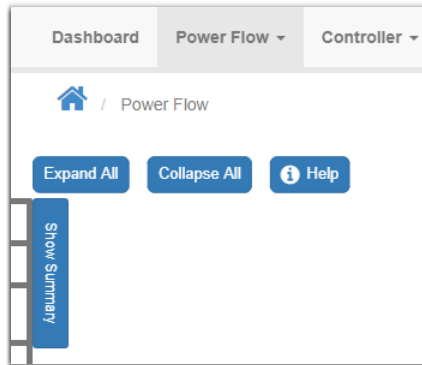 Dashboard Power Flow Controller
/ Power Flow
Expand All Collapse All Help
Show Summary